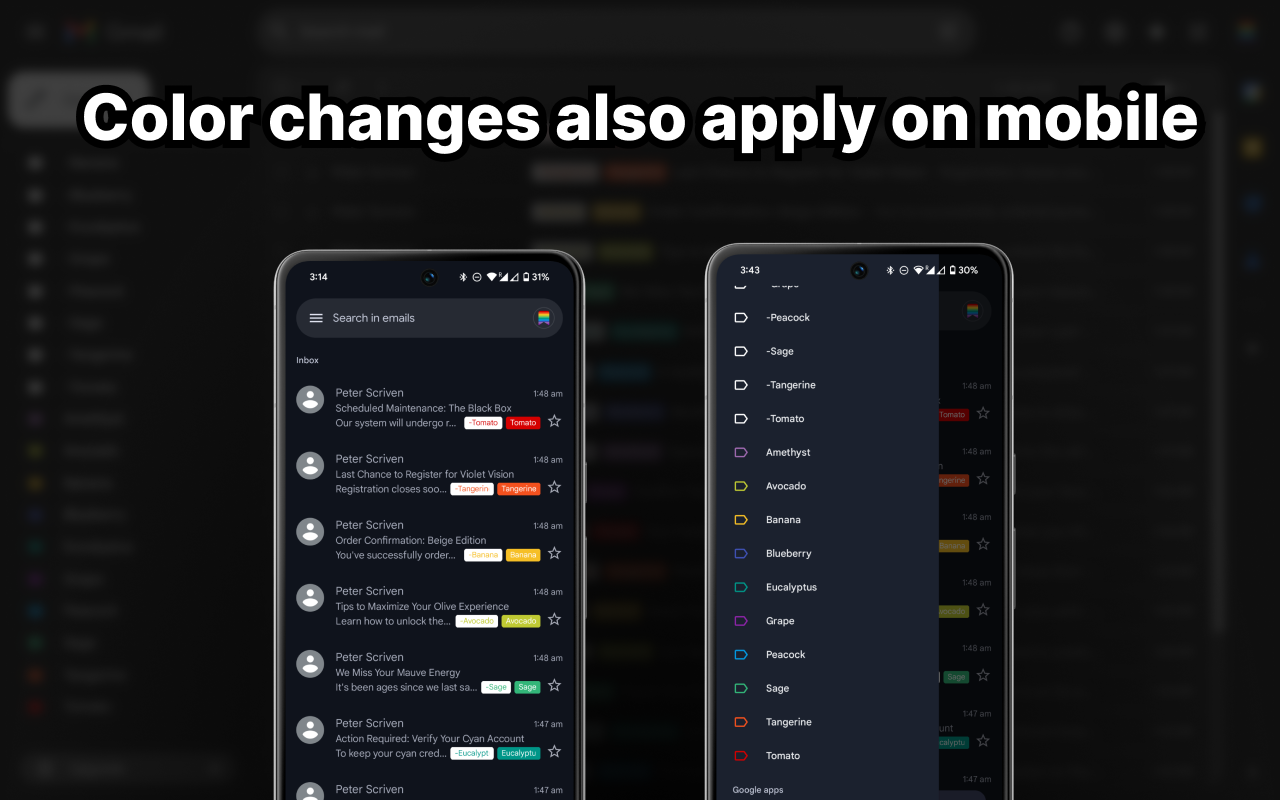 Color changes also apply on mobile
3:14
31%
Search in emails
Inbox
Peter Scriven
1:48 am
Scheduled Maintenance: The Black Box
Our system will undergo r...
-Tomato
Tomato
Peter Scriven
1:48 am
Last Chance to Register for Violet Vision
Registration closes soo...
-Tangerin
Tangerine
Peter Scriven
1:48 am
Order Confirmation: Beige Edition
You've successfully order...
-Banana
Banana
Peter Scriven
1:48 am
Tips to Maximize Your Olive Experience
Learn how to unlock the...
-Avocado
Avocado
Peter Scriven
1:48 am
We Miss Your Mauve Energy
It's been ages since we last sa...
-Sage
Sage
Peter Scriven
1:47 am
Action Required: Verify Your Cyan Account
To keep your cyan cred...
-Eucalypt
Eucalyptu
Peter Scriven
1:47 am
3:43
30%
-Peacock
-Sage
-Tangerine
-Tomato
Amethyst
Avocado
Banana
Blueberry
Eucalyptus
Grape
Peacock
Sage
Tangerine
Tomato
Google apps
1:48 am
Tomato
1:48 am
ngerine
1:48 am
Banana
1:48 am
vocado
1:48 am
Sage
1:47 am
unt
calyptu
1:47 am